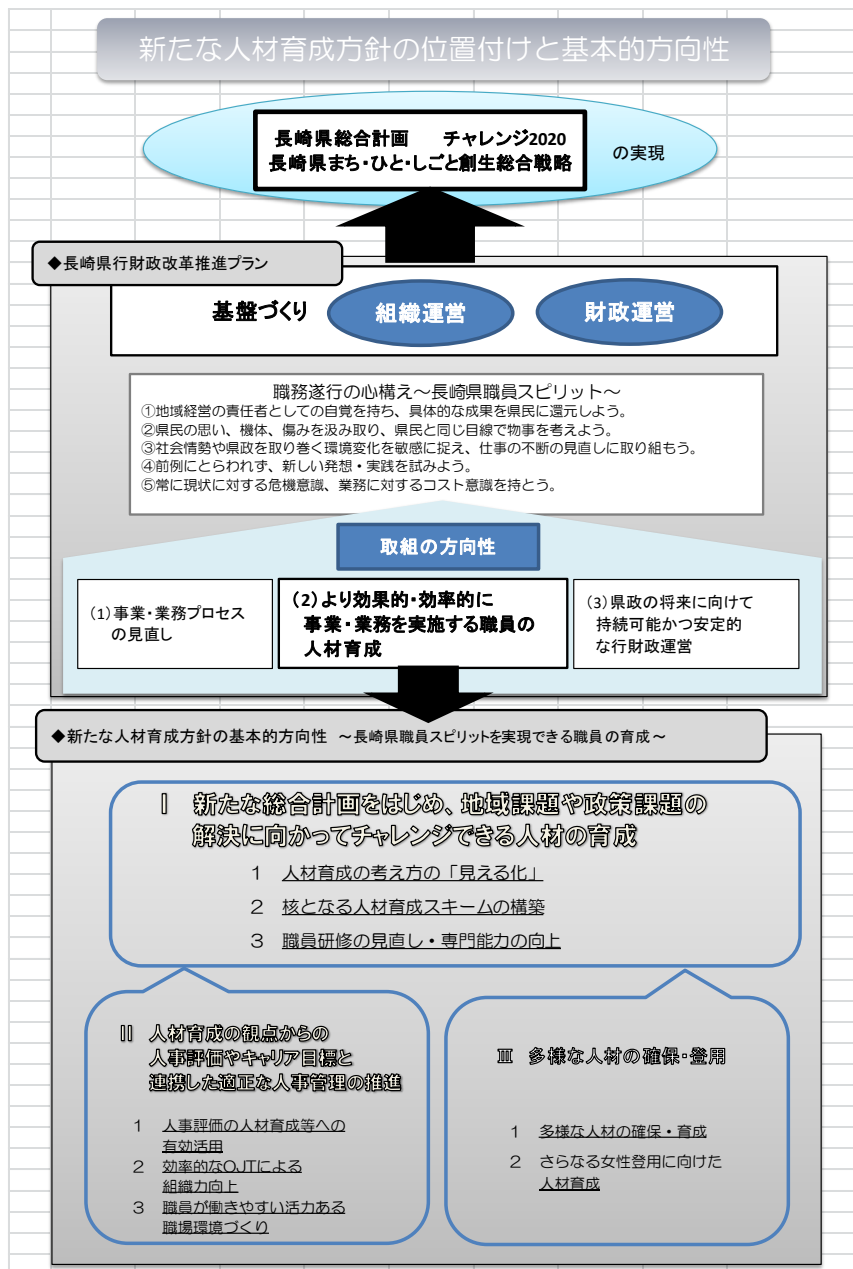 新たな人材育成方針の位置付けと基本的方向性
長崎県総合計画　　チャレンジ2020
長崎県まち・ひと・しごと創生総合戦略
の実現
◆長崎県行財政改革推進プラン
基盤づくり
組織運営
財政運営
職務遂行の心構え～長崎県職員スピリット～
①地域経営の責任者としての自覚を持ち、具体的な成果を県民に還元しよう。
②県民の思い、機体、傷みを汲み取り、県民と同じ目線で物事を考えよう。
③社会情勢や県政を取り巻く環境変化を敏感に捉え、仕事の不断の見直しに取り組もう。
④前例にとらわれず、新しい発想・実践を試みよう。
⑤常に現状に対する危機意識、業務に対するコスト意識を持とう。
取組の方向性
（1）事業・業務プロセス
の見直し
（2）より効果的・効率的に
事業・業務を実施する職員の
人材育成
（3）県政の将来に向けて
持続可能かつ安定的
な行財政運営
◆新たな人材育成方針の基本的方向性　～長崎県職員スピリットを実現できる職員の育成～
Ⅰ　新たな総合計画をはじめ、地域課題や政策課題の
解決に向かってチャレンジできる人材の育成
１　人材育成の考え方の「見える化」
２　核となる人材育成スキームの構築
３　職員研修の見直し・専門能力の向上
Ⅱ　人材育成の観点からの
人事評価やキャリア目標と
連携した適正な人事管理の推進
１　人事評価の人材育成等への
有効活用
２　効率的なOJTによる
組織力向上
３　職員が働きやすい活力ある
職場環境づくり
Ⅲ　多様な人材の確保・登用
１　多様な人材の確保・育成
２　さらなる女性登用に向けた
人材育成